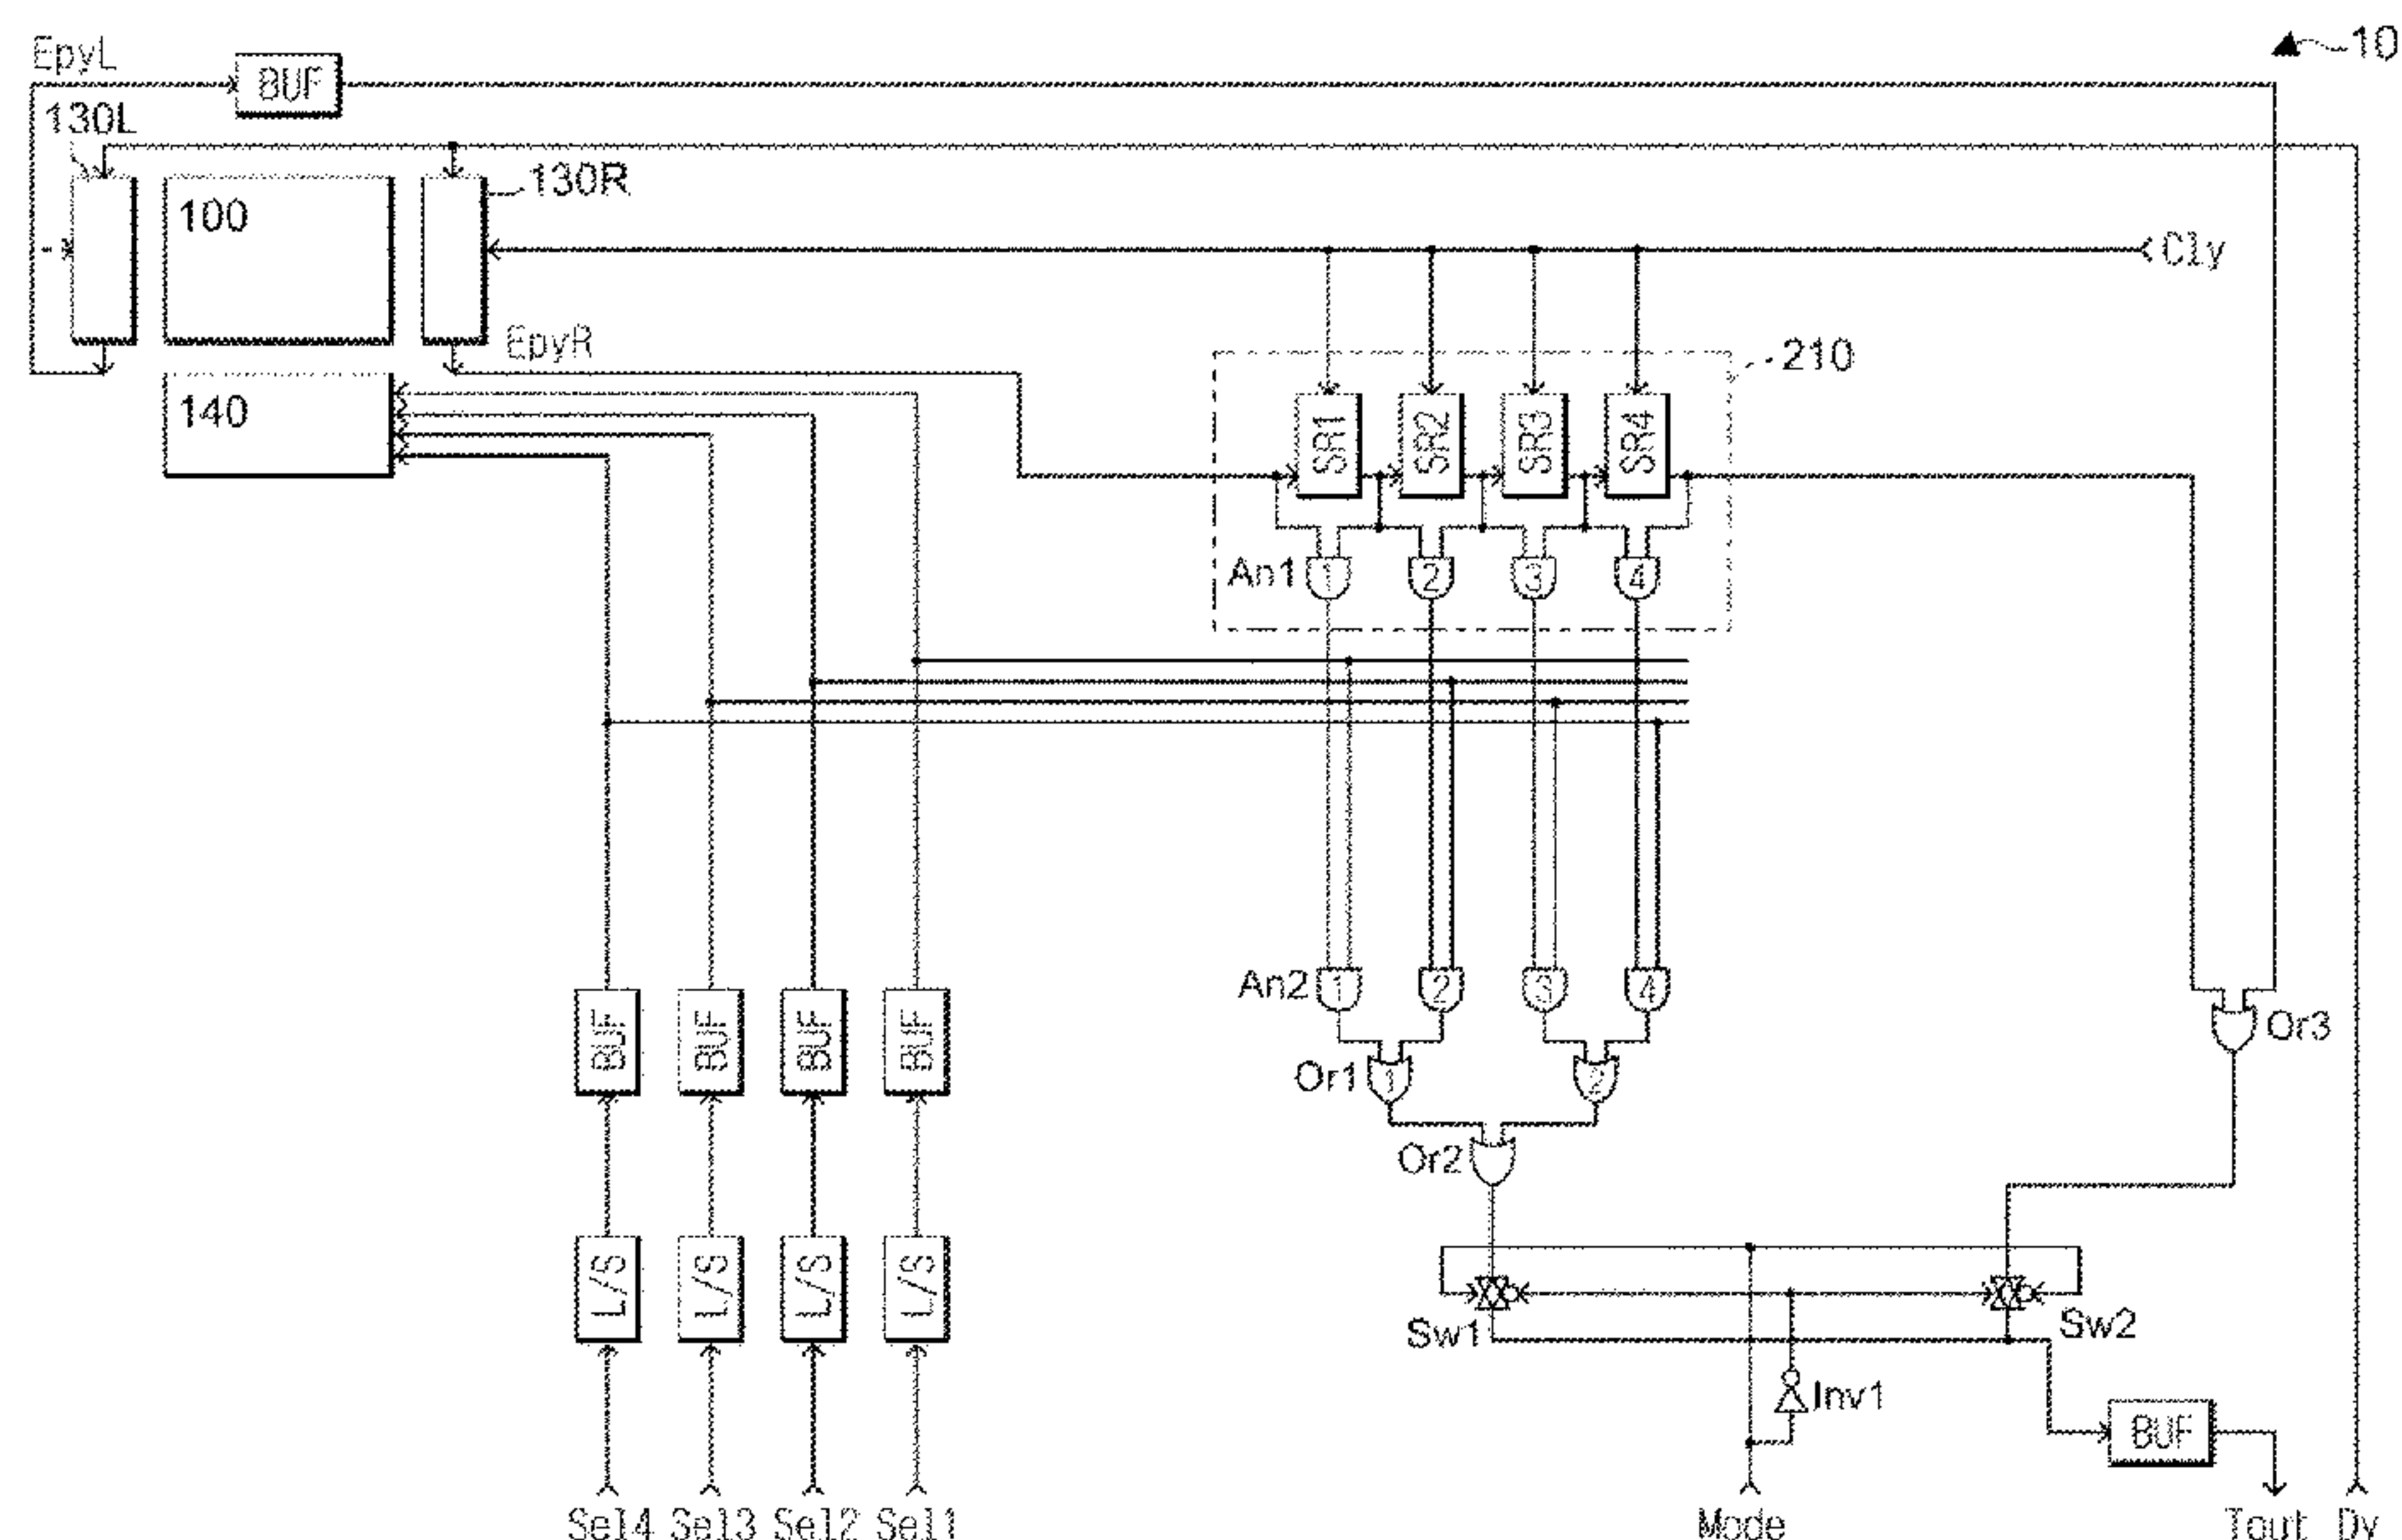 10
EpyL
BUF
130L
130R
100
Cly
EpyR
210
140
SR1 SR2 SR3 SR4
An1 1 2 3 4
An2 1 2 3 4
BUF BUF BUF BUF
Or3
Or1 1 2
Or2
L/S L/S L/S L/S
Sw1 Sw2
Inv1
BUF
Sel4 Sel3 Sel2 Sel1 Mode Tout Dy